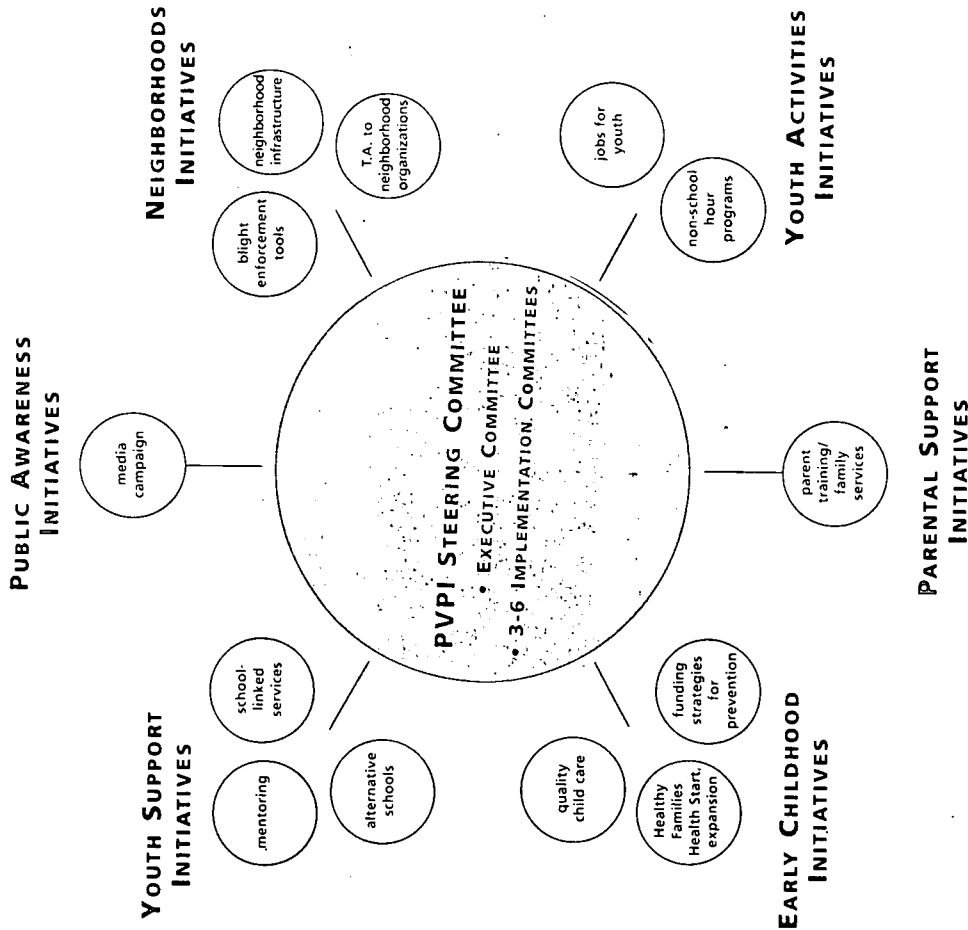 PUBLIC AWARENESS
INITIATIVES
media
campaign
YOUTH SUPPORT
INITIATIVES
mentoring
school-
linked
services
alternative
schools
NEIGHBORHOODS
INITIATIVES
blight
enforcement
tools
neighborhood
infrastructure
T.A. to
neighborhood
organizations
PVPI STEERING COMMITTEE
• EXECUTIVE COMMITTEE
• 3-6 IMPLEMENTATION COMMITTEES
quality
child care
Healthy
Families
Health Start,
expansion
funding
strategies
for
prevention
EARLY CHILDHOOD
INITIATIVES
parent
training/
family
services
PARENTAL SUPPORT
INITIATIVES
jobs for
youth
non-school
hour
programs
YOUTH ACTIVITIES
INITIATIVES